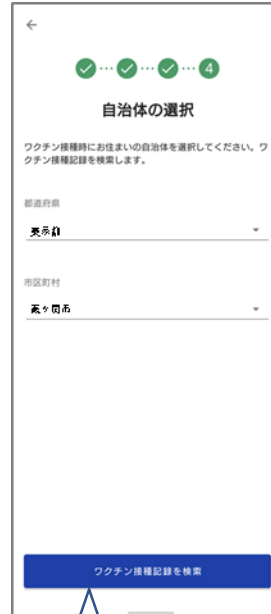 4
自治体の選択
ワクチン接種時にお住まいの自治体を選択してください。ワ
クチン接種記録を検索します。
都道府県
市区町村
ワクチン接種記録を検索